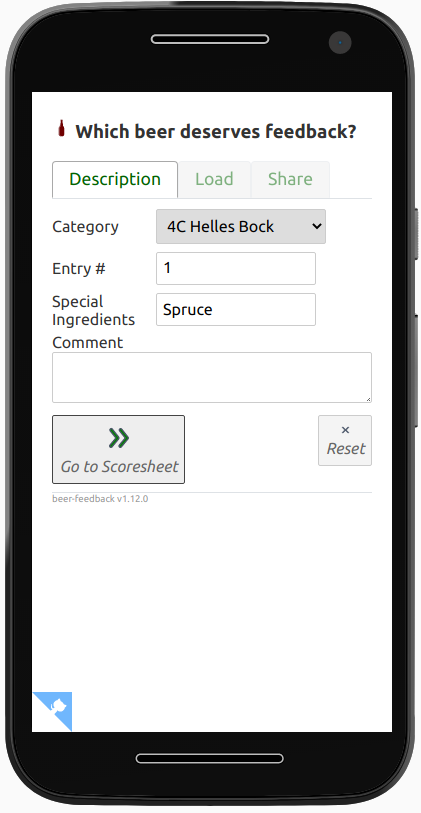 Which beer deserves feedback?
Description Load Share
Category 4C Helles Bock
Entry # 1
Special Ingredients Spruce
Comment
» Go to Scoresheet
× Reset
beer-feedback v1.12.0